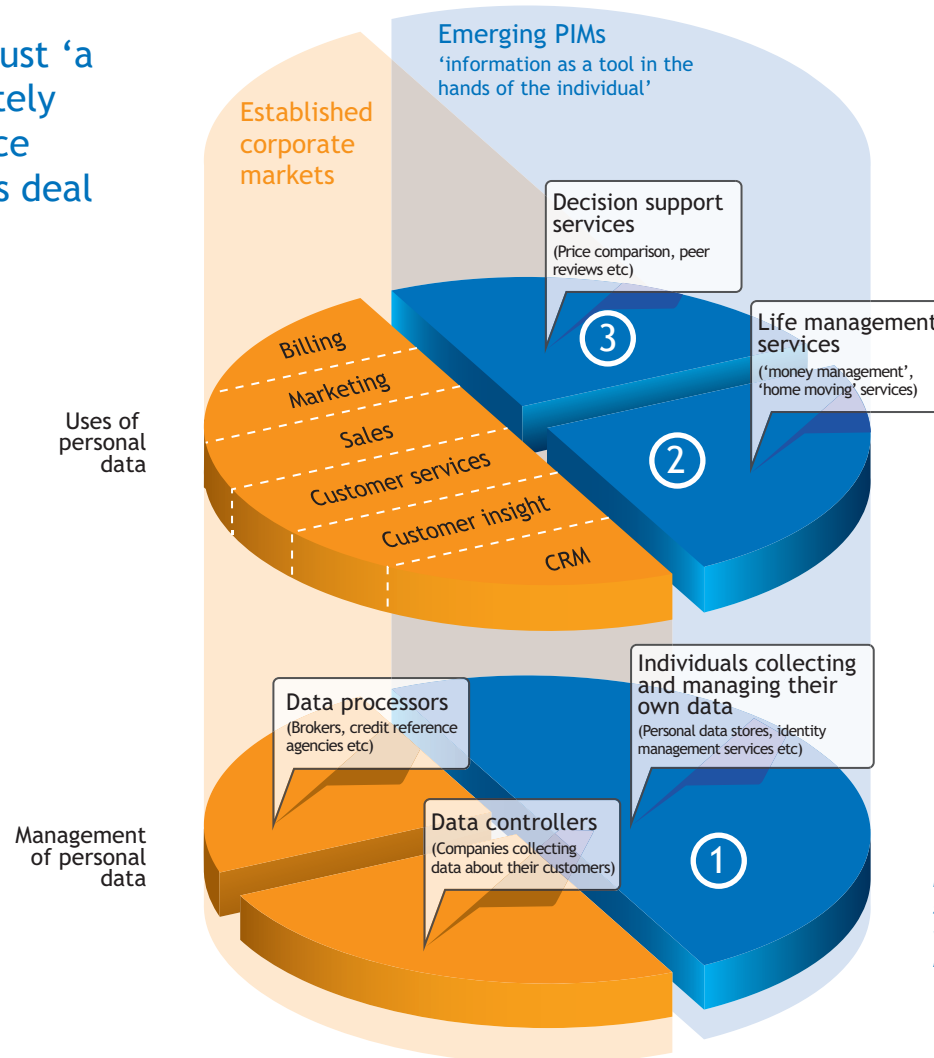 ust ‘a
tely
ce
s deal
Emerging PIMs
‘information as a tool in the
hands of the individual’
Established
corporate
markets
Decision support
services
(Price comparison, peer
reviews etc)
3
Life management
services
(‘money management’,
‘home moving’ services)
2
Billing
Marketing
Sales
Customer services
Customer insight
CRM
Uses of
personal
data
Individuals collecting
and managing their
own data
(Personal data stores, identity
management services etc)
1
Data processors
(Brokers, credit reference
agencies etc)
Data controllers
(Companies collecting
data about their customers)
Management
of personal
data